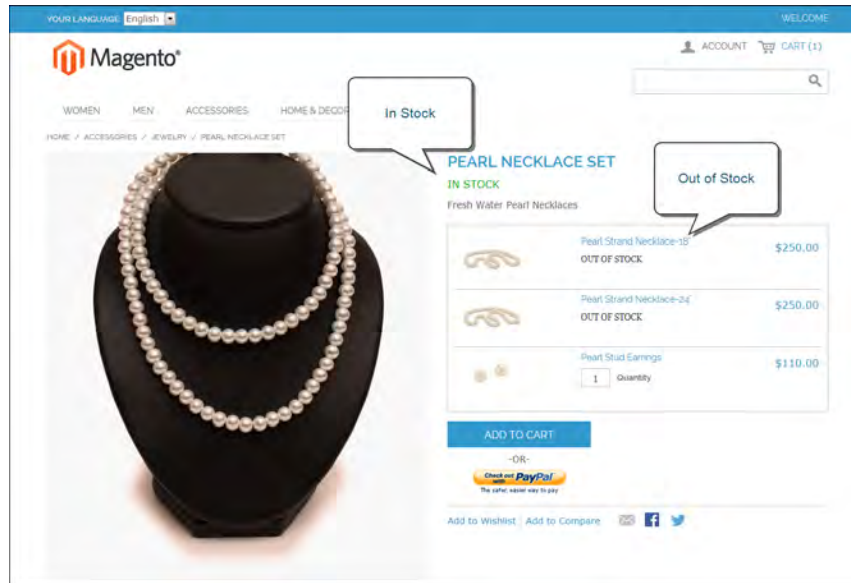 YOUR LANGUAGE: English
WELCOME
Magento®
ACCOUNT CART (1)
WOMEN MEN ACCESSORIES HOME & DECOR
In Stock
HOME / ACCESSORIES / JEWELRY / PEARL NECKLACE SET
PEARL NECKLACE SET
IN STOCK
Out of Stock
Fresh Water Pearl Necklaces
Pearl Strand Necklace-18"
$250.00
OUT OF STOCK
Pearl Strand Necklace-24"
$250.00
OUT OF STOCK
Pearl Stud Earrings
$110.00
1 Quantity
ADD TO CART
-OR-
Check out with PayPal
The safer, easier way to pay
Add to Wishlist | Add to Compare